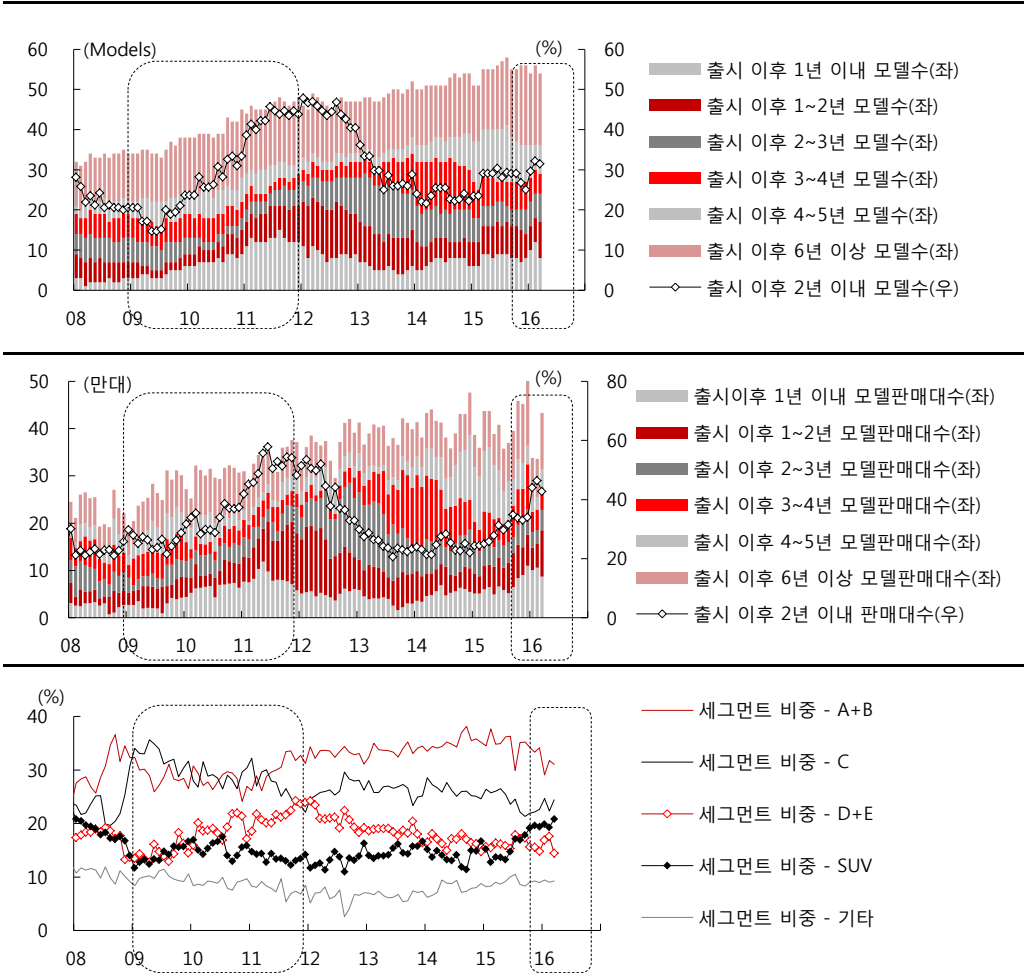 (Models)
(%)
60
50
40
30
20
10
0
60
50
40
30
20
10
0
08
09
10
11
12
13
14
15
16
출시 이후 1년 이내 모델수(좌)
출시 이후 1~2년 모델수(좌)
출시 이후 2~3년 모델수(좌)
출시 이후 3~4년 모델수(좌)
출시 이후 4~5년 모델수(좌)
출시 이후 6년 이상 모델수(좌)
출시 이후 2년 이내 모델수(우)
(만대)
(%)
50
40
30
20
10
0
80
60
40
20
0
08
09
10
11
12
13
14
15
16
출시이후 1년 이내 모델판매대수(좌)
출시 이후 1~2년 모델판매대수(좌)
출시 이후 2~3년 모델판매대수(좌)
출시 이후 3~4년 모델판매대수(좌)
출시 이후 4~5년 모델판매대수(좌)
출시 이후 6년 이상 모델판매대수(좌)
출시 이후 2년 이내 판매대수(우)
(%)
40
30
20
10
0
08
09
10
11
12
13
14
15
16
세그먼트 비중 - A+B
세그먼트 비중 - C
세그먼트 비중 - D+E
세그먼트 비중 - SUV
세그먼트 비중 - 기타